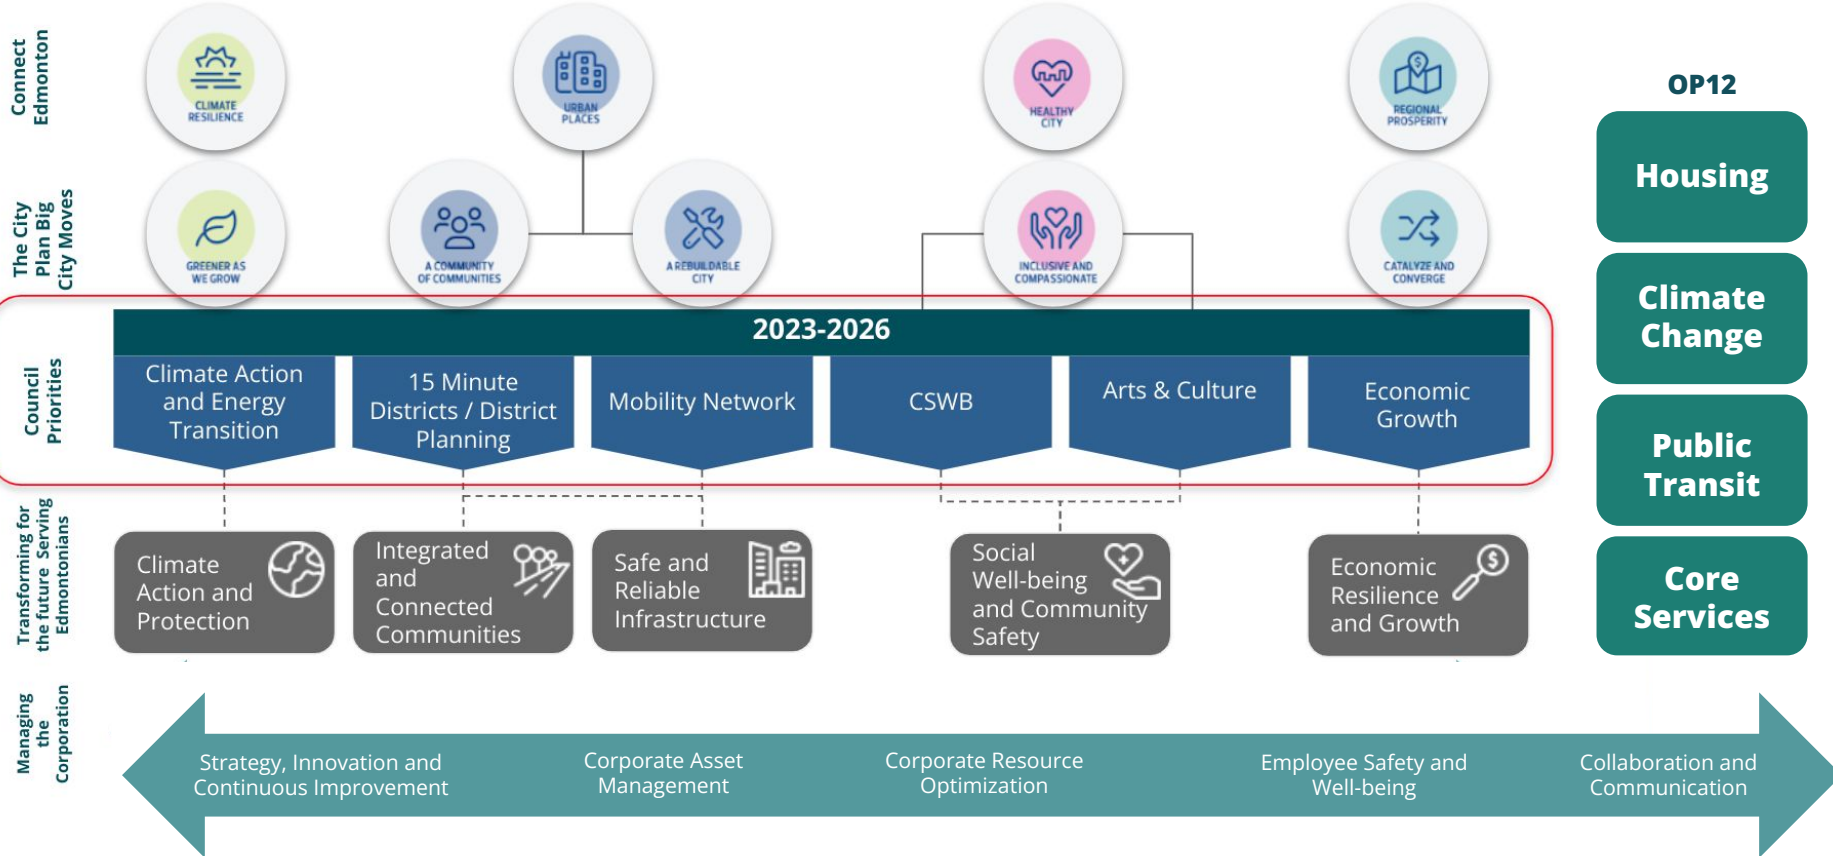 Connect
Edmonton
CLIMATE
RESILIENCE
URBAN
PLACES
HEALTHY
CITY
REGIONAL
PROSPERITY
The City
Plan Big
City Moves
GREENER AS
WE GROW
A COMMUNITY
OF COMMUNITIES
A REBUILDABLE
CITY
INCLUSIVE AND
COMPASSIONATE
CATALYZE AND
CONVERGE
Council
Priorities
2023-2026
Climate Action
and Energy
Transition
15 Minute
Districts / District
Planning
Mobility Network
CSWB
Arts & Culture
Economic
Growth
Transforming for
the future Serving
Edmontonians
Climate
Action and
Protection
Integrated
and
Connected
Communities
Safe and
Reliable
Infrastructure
Social
Well-being
and Community
Safety
Economic
Resilience
and Growth
Managing
the
Corporation
Strategy, Innovation and
Continuous Improvement
Corporate Asset
Management
Corporate Resource
Optimization
Employee Safety and
Well-being
Collaboration and
Communication
OP12
Housing
Climate
Change
Public
Transit
Core
Services